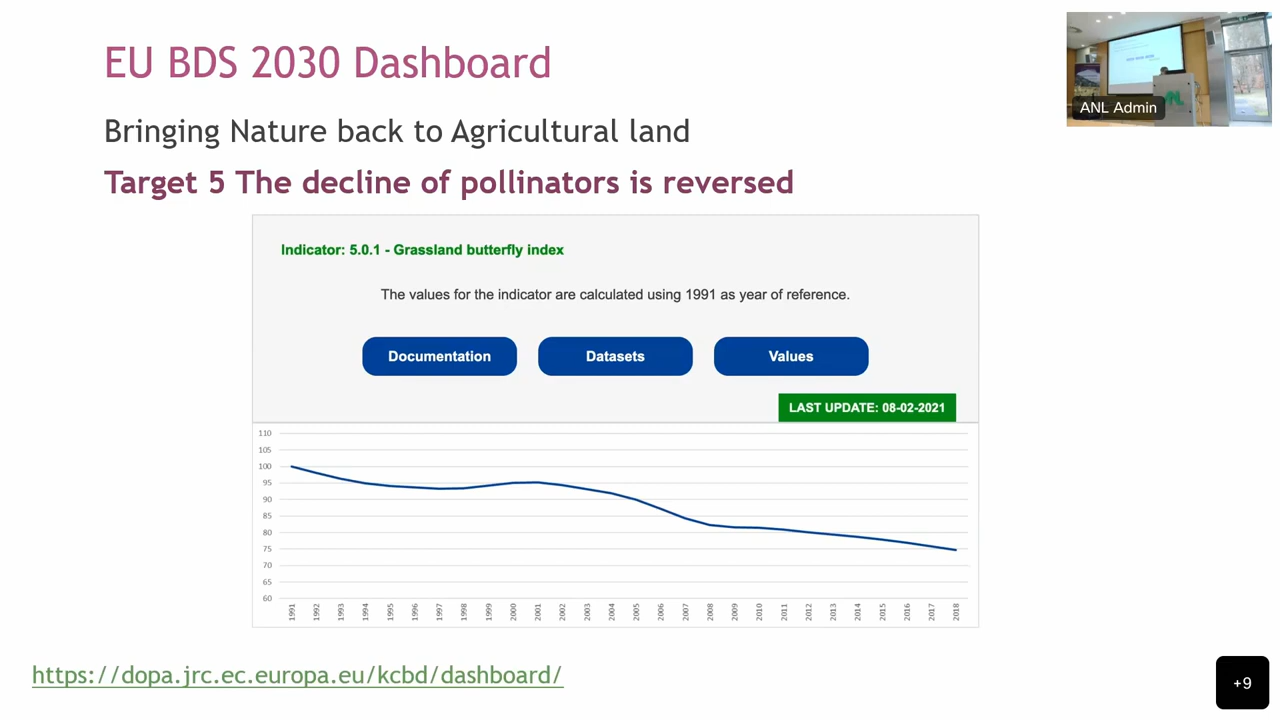 EU BDS 2030 Dashboard
Bringing Nature back to Agricultural land
Target 5 The decline of pollinators is reversed
ANL Admin
Indicator: 5.0.1 - Grassland butterfly index
The values for the indicator are calculated using 1991 as year of reference.
Documentation Datasets Values
LAST UPDATE: 08-02-2021
110
105
100
95
90
85
80
75
70
65
60
1991 1992 1993 1994 1995 1996 1997 1998 1999 2000 2001 2002 2003 2004 2005 2006 2007 2008 2009 2010 2011 2012 2013 2014 2015 2016 2017 2018
https://dopa.jrc.ec.europa.eu/kcbd/dashboard/
+9